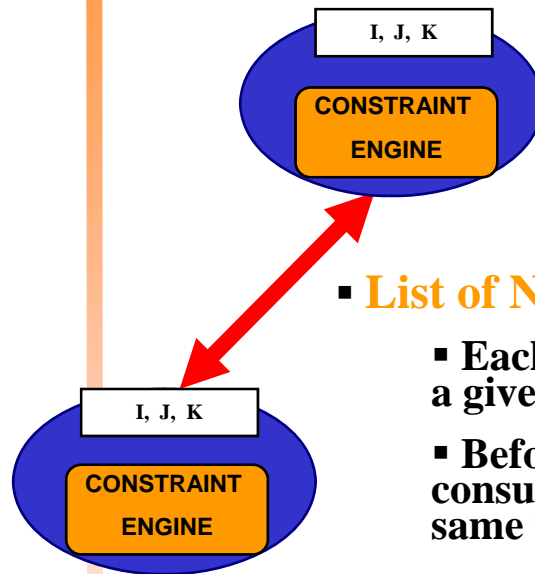 I, J, K
CONSTRAINT
ENGINE
▪ List of N
▪ Each
a give
▪ Befo
consu
same
I, J, K
CONSTRAINT
ENGINE